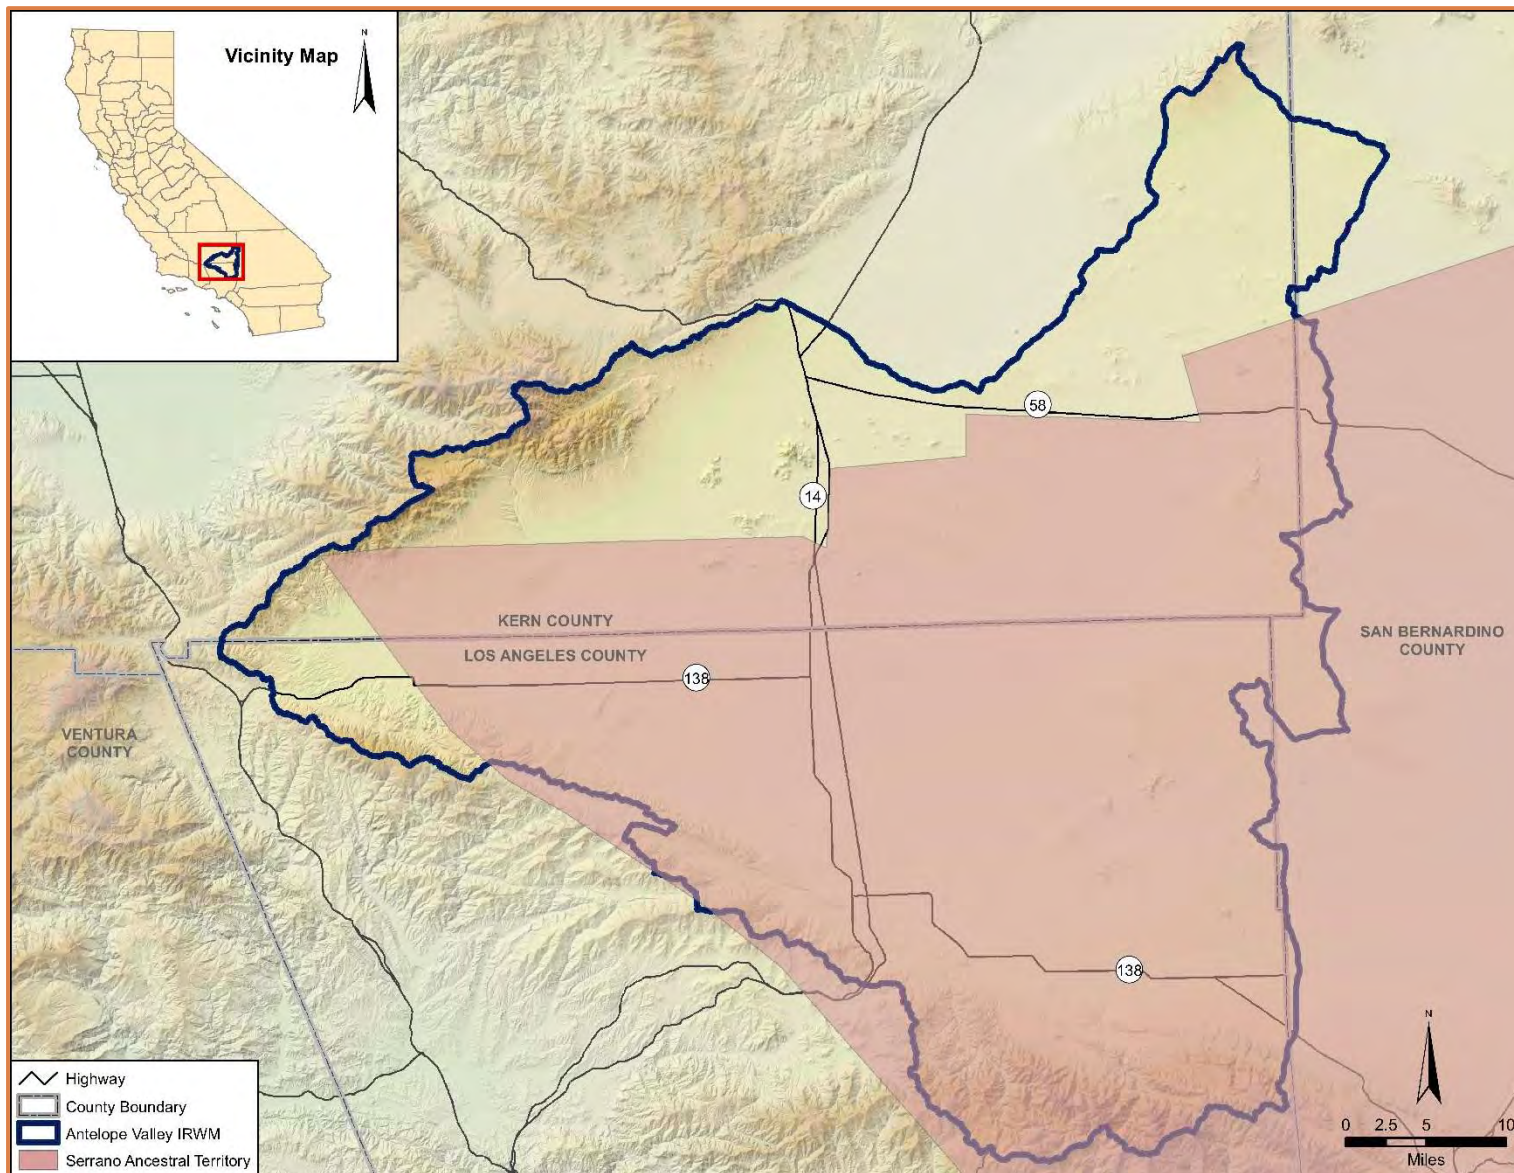 Vicinity Map
N
58
14
KERN COUNTY
LOS ANGELES COUNTY
SAN BERNARDINO
COUNTY
138
VENTURA
COUNTY
138
N
Highway
County Boundary
Antelope Valley IRWM
Serrano Ancestral Territory
0 2.5 5 10
Miles